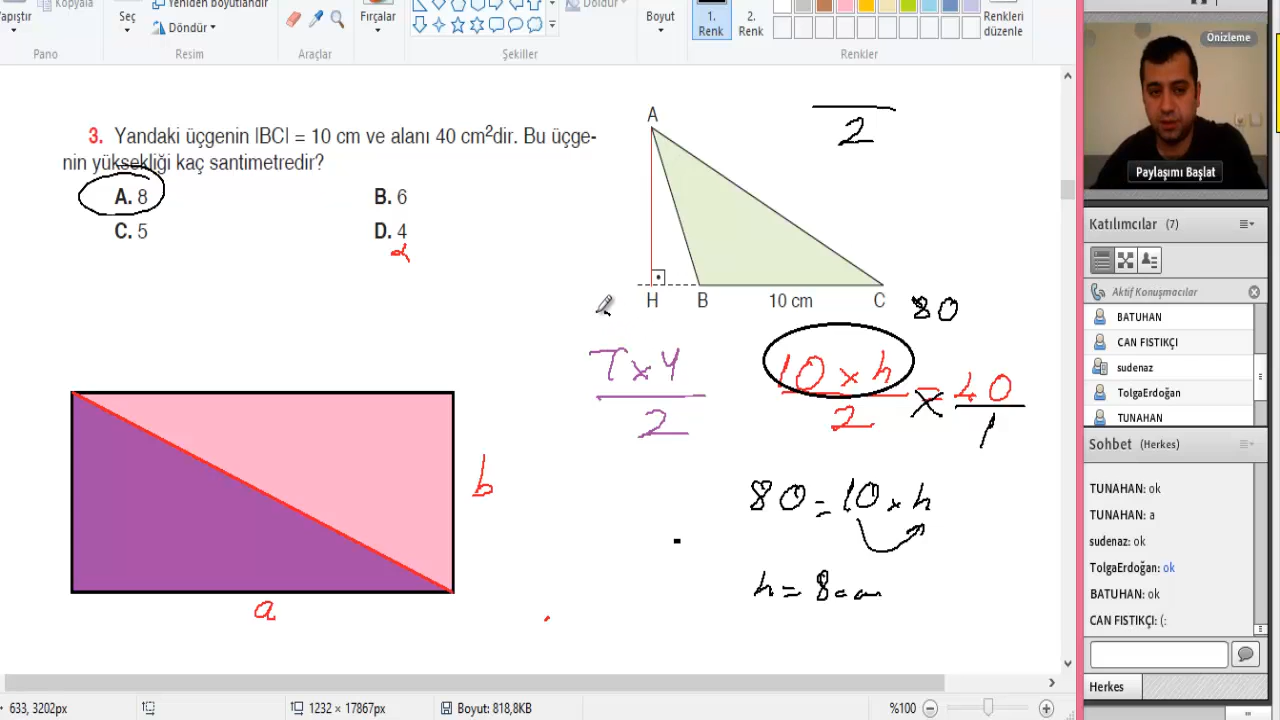 Yapıştır
Kopyala
Seç
Yeniden boyutlandır
Döndür
Fırçalar
Döldür
Boyut
1.
Renk
2.
Renk
Renkleri
düzenle
Pano
Resim
Araçlar
Şekiller
Renkler
3. Yandaki üçgenin |BC| = 10 cm ve alanı 40 cm²dir. Bu üçge-
nin yüksekliği kaç santimetredir?
A. 8
B. 6
C. 5
D. 4
A
H
B
10 cm
C
2
80
7 x 4
2
10 x h
2
= 40
1
80 = 10 x h
h = 8 cm
a
b
Önizleme
Paylaşımı Başlat
Katılımcılar (7)
Aktif Konuşmacılar
BATUHAN
CAN FISTIKÇI
sudenaz
TolgaErdoğan
TUNAHAN
Sohbet (Herkes)
TUNAHAN: ok
TUNAHAN: a
sudenaz: ok
TolgaErdoğan: ok
BATUHAN: ok
CAN FISTIKÇI: (:
Herkes
633, 3202px
1232 × 17867px
Boyut: 818,8KB
%100